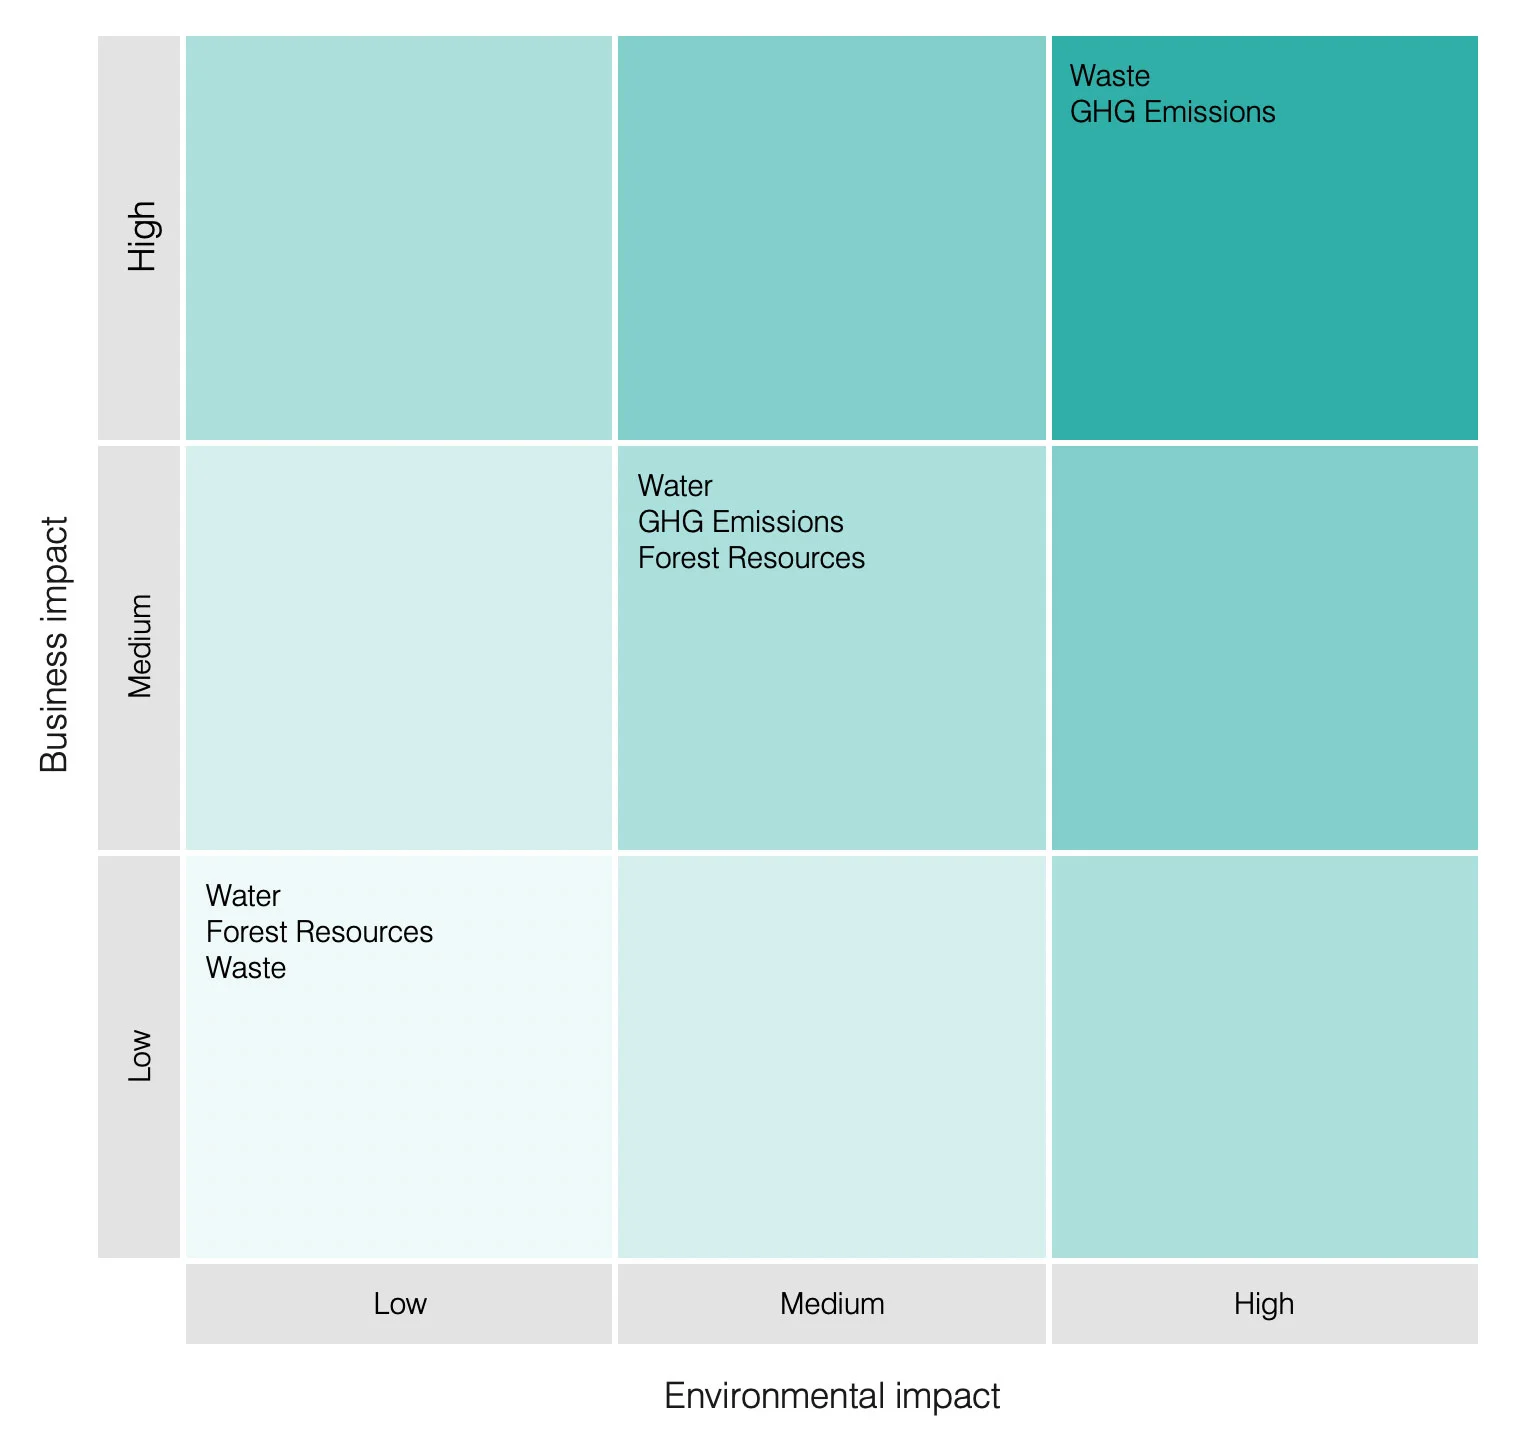 Business impact
High
Waste
GHG Emissions
Medium
Water
GHG Emissions
Forest Resources
Low
Water
Forest Resources
Waste
Low
Medium
High
Environmental impact